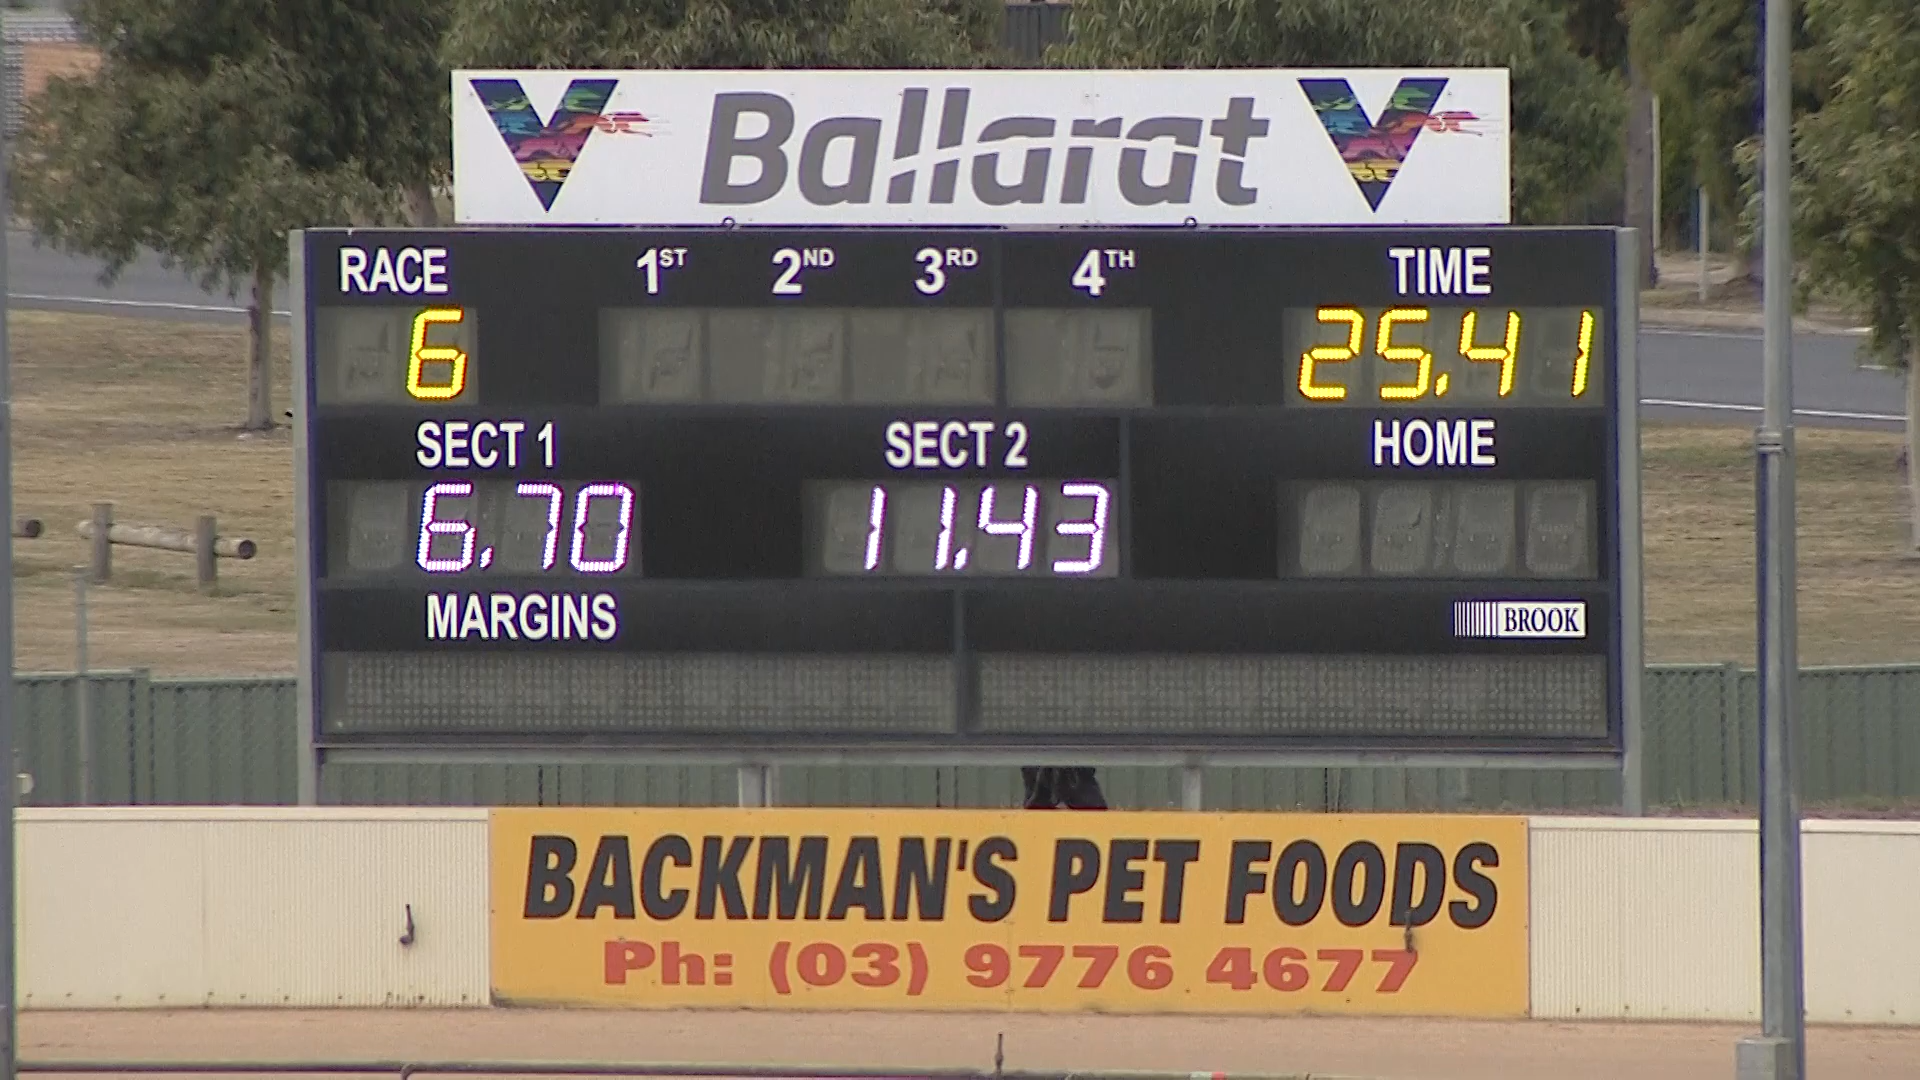 Ballarat
RACE 1ST 2ND 3RD 4TH TIME
6 25.41
SECT 1 SECT 2 HOME
6.70 11.43
MARGINS BROOK
BACKMAN'S PET FOODS
Ph: (03) 9776 4677